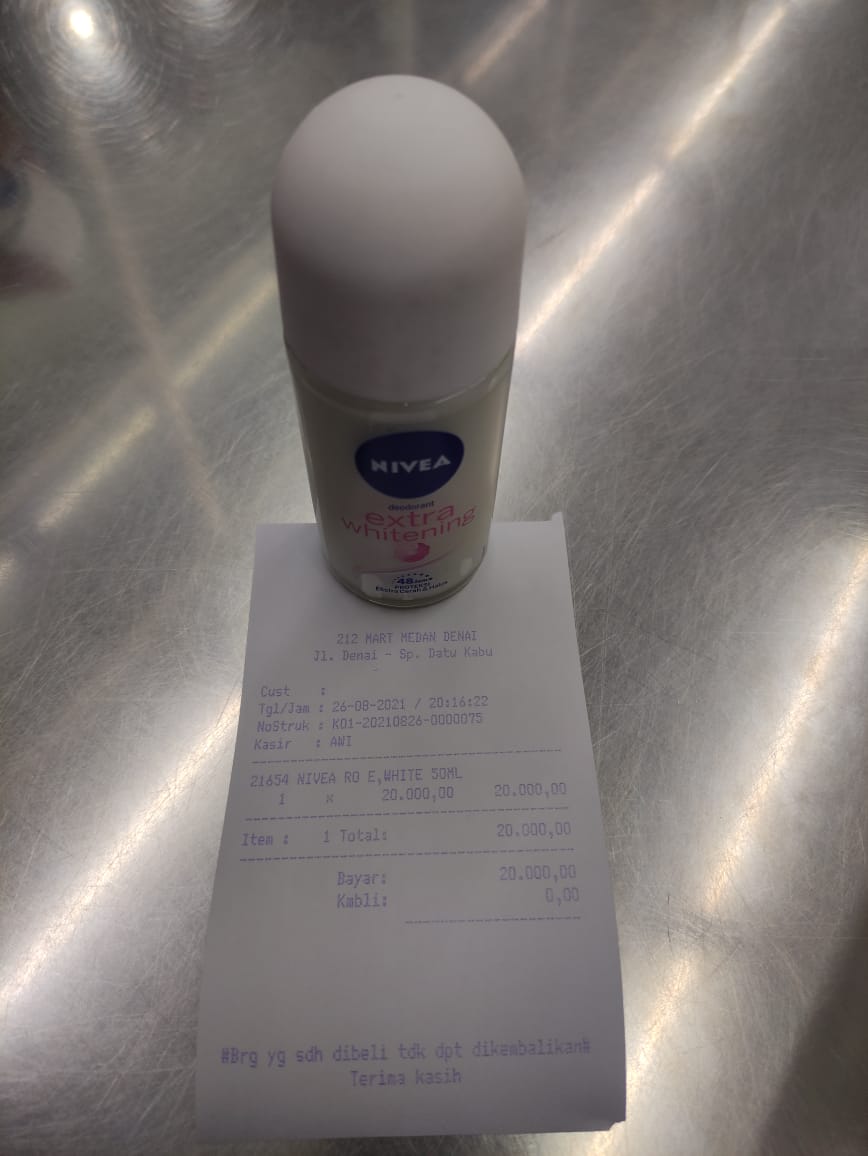 NIVEA
deodorant
extra
whitening
48 Jam
PROTEKSI
Ekstra Cerah & Halus
212 MART MEDAN DENAI
Jl. Denai - Sp. Datu Kabu
-
Cust :
Tgl/Jam : 26-08-2021 / 20:16:22
NoStruk : K01-20210826-0000075
Kasir : AWI
21654 NIVEA RO E,WHITE 50ML
1 x 20.000,00 20.000,00
Item : 1 Total: 20.000,00
Bayar: 20.000,00
Kmbli: 0,00
#Brg yg sdh dibeli tdk dpt dikembalikan#
Terima kasih